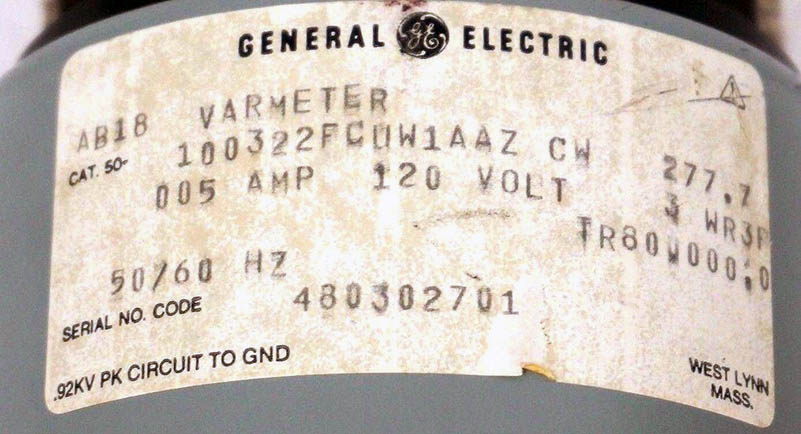 GENERAL GE ELECTRIC
AB18 VARMETER
CAT. 50- 100322FCUW1AAZ CW 277.7
005 AMP 120 VOLT 3 WR3P
TR80W000.0
50/60 HZ
SERIAL NO. CODE 480302701
.92KV PK CIRCUIT TO GND
WEST LYNN
MASS.